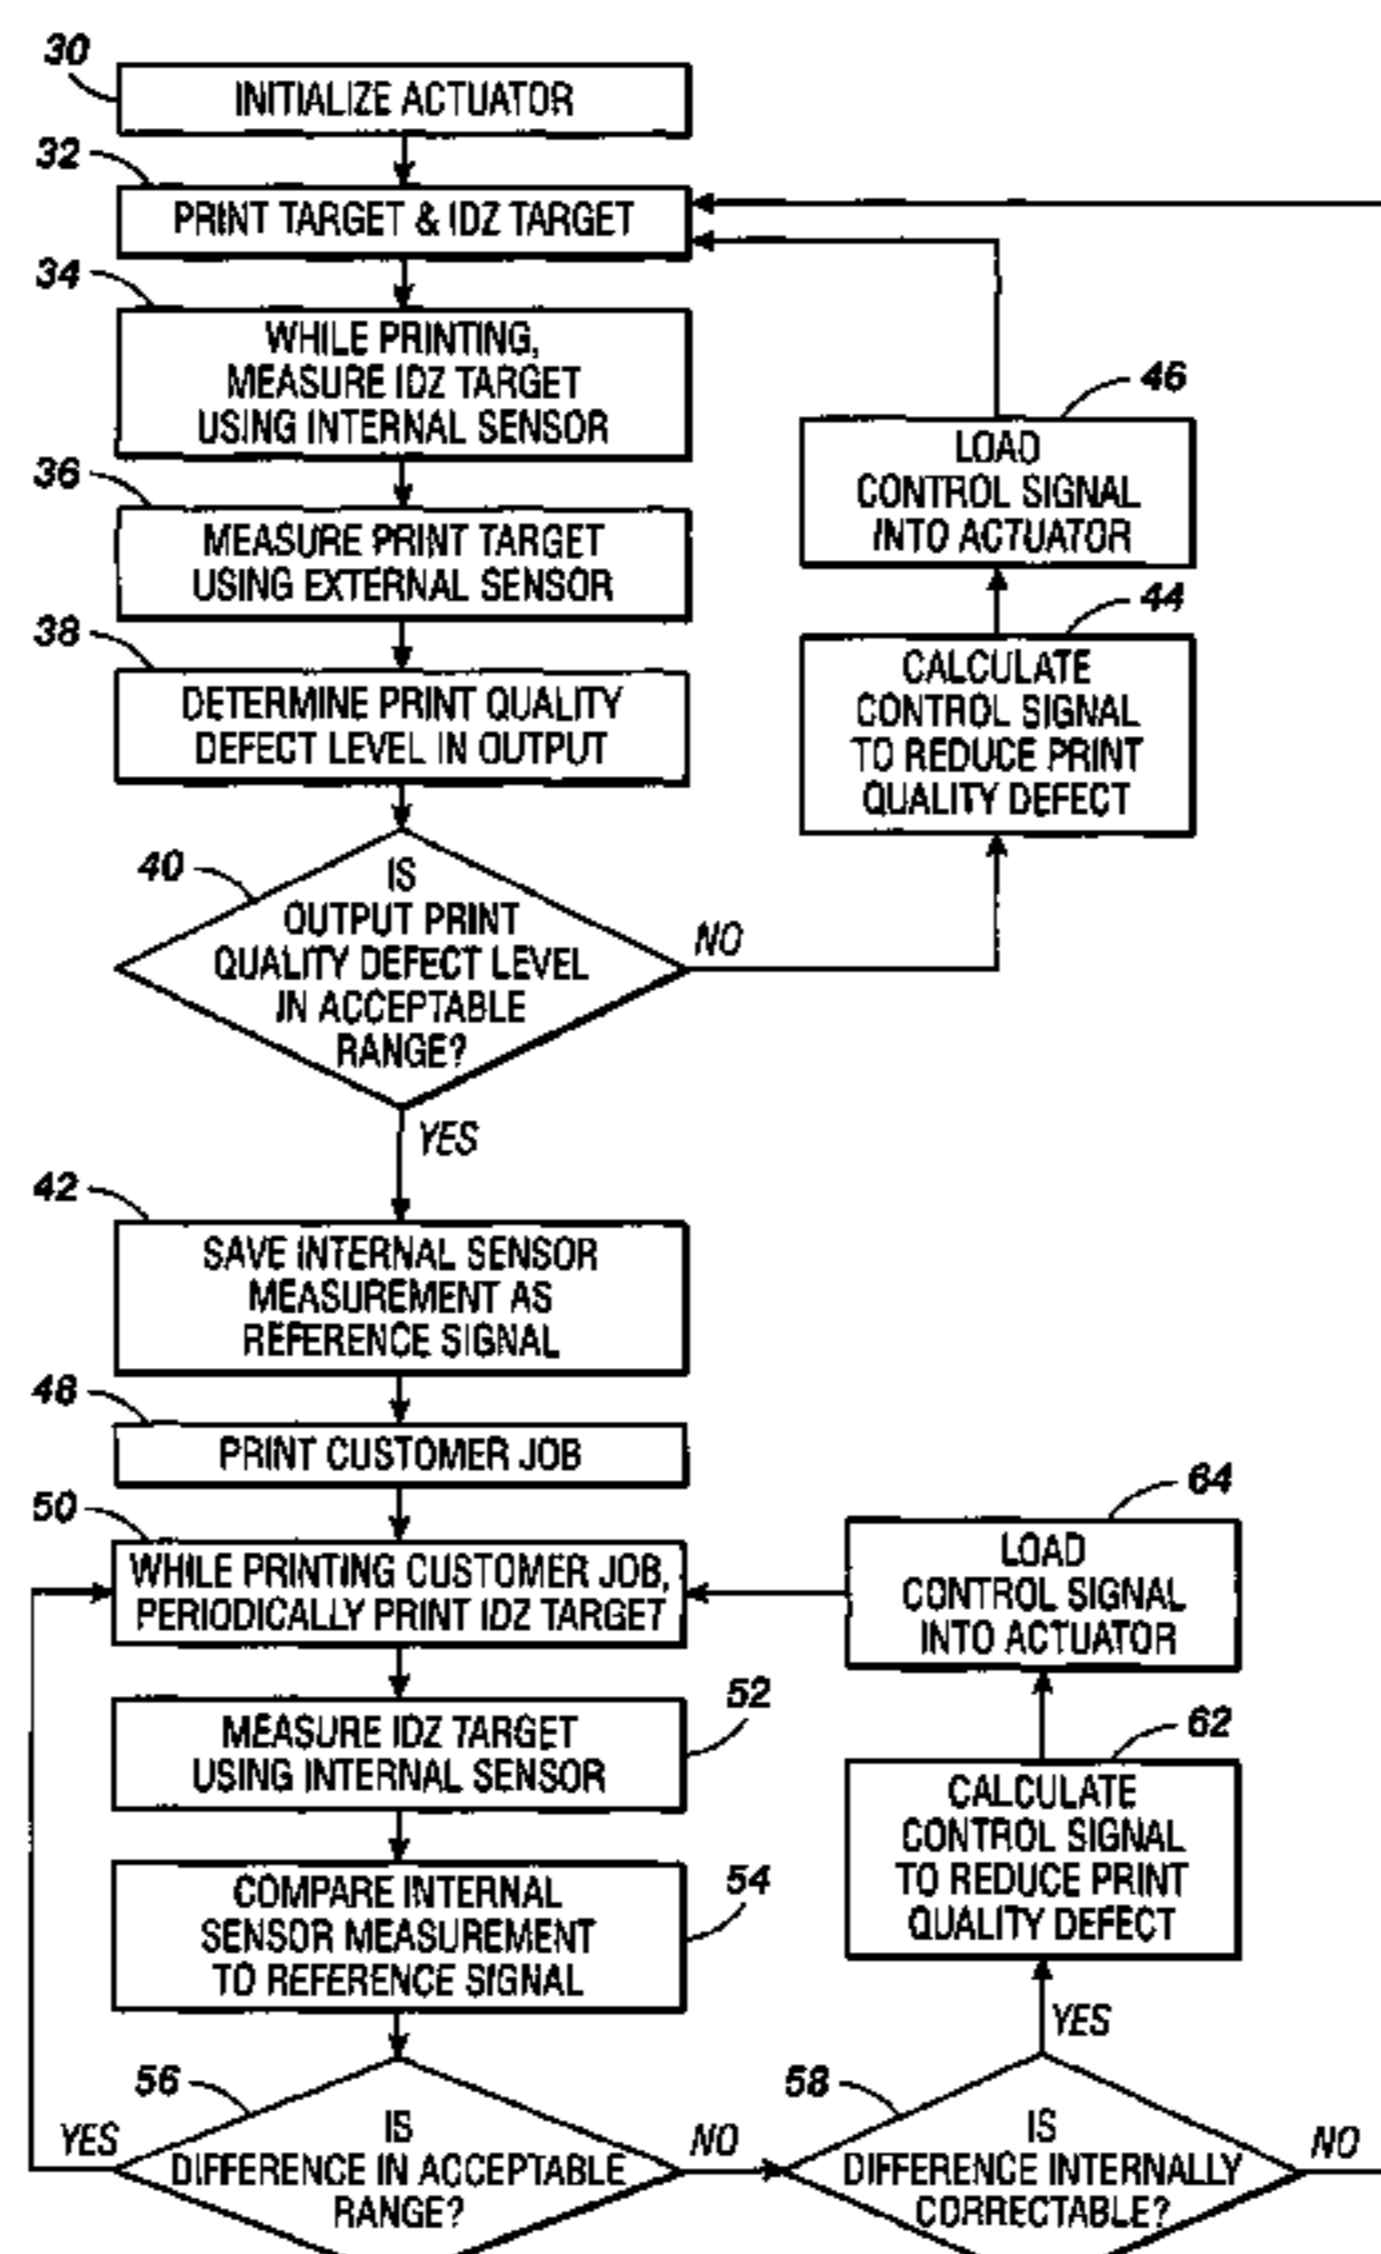 30
INITIALIZE ACTUATOR
32
PRINT TARGET & IDZ TARGET
34
WHILE PRINTING,
MEASURE IDZ TARGET
USING INTERNAL SENSOR
36
MEASURE PRINT TARGET
USING EXTERNAL SENSOR
38
DETERMINE PRINT QUALITY
DEFECT LEVEL IN OUTPUT
46
LOAD
CONTROL SIGNAL
INTO ACTUATOR
44
CALCULATE
CONTROL SIGNAL
TO REDUCE PRINT
QUALITY DEFECT
40
IS
OUTPUT PRINT
QUALITY DEFECT LEVEL
IN ACCEPTABLE
RANGE?
NO
YES
42
SAVE INTERNAL SENSOR
MEASUREMENT AS
REFERENCE SIGNAL
48
PRINT CUSTOMER JOB
50
WHILE PRINTING CUSTOMER JOB,
PERIODICALLY PRINT IDZ TARGET
52
MEASURE IDZ TARGET
USING INTERNAL SENSOR
54
COMPARE INTERNAL
SENSOR MEASUREMENT
TO REFERENCE SIGNAL
64
LOAD
CONTROL SIGNAL
INTO ACTUATOR
62
CALCULATE
CONTROL SIGNAL
TO REDUCE PRINT
QUALITY DEFECT
YES
56
IS
DIFFERENCE IN ACCEPTABLE
RANGE?
YES
NO
58
IS
DIFFERENCE INTERNALLY
CORRECTABLE?
NO